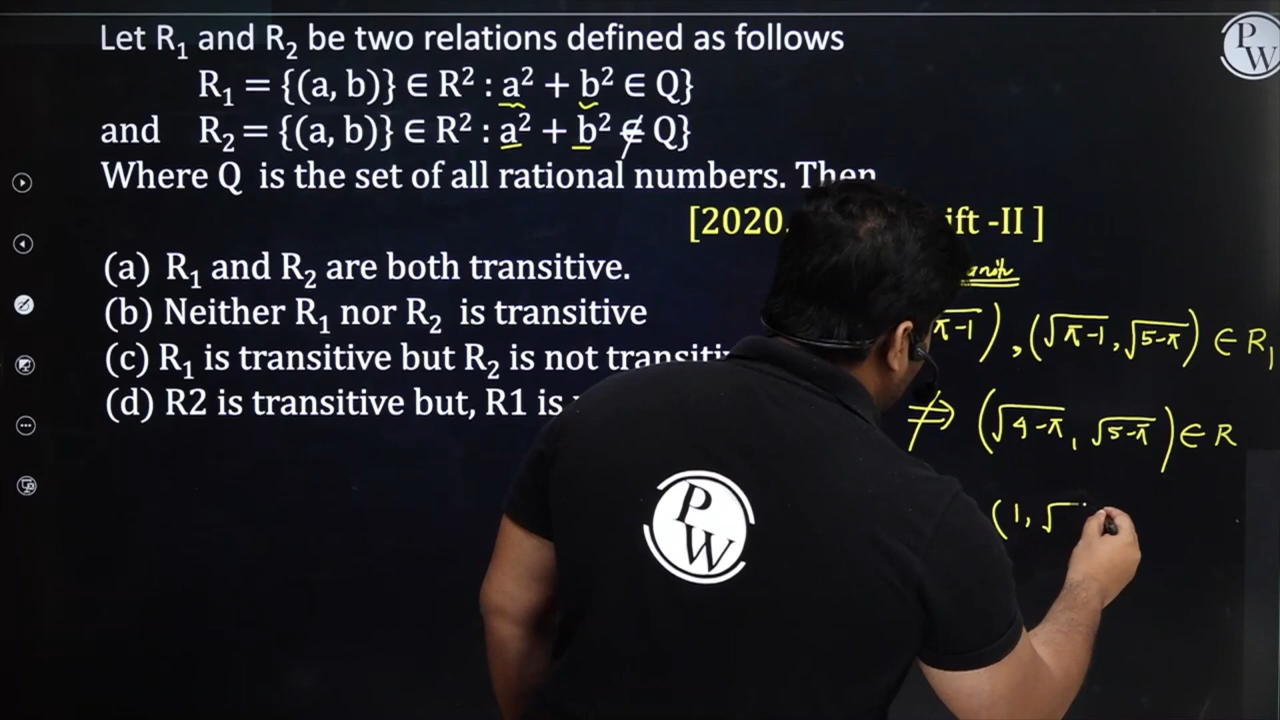 Let R₁ and R₂ be two relations defined as follows
R₁ = {(a, b)} ∈ R² : a² + b² ∈ Q}
and R₂ = {(a, b)} ∈ R² : a² + b² ∉ Q}
Where Q is the set of all rational numbers. Then
[2020. ift -II ]
(a) R₁ and R₂ are both transitive.
(b) Neither R₁ nor R₂ is transitive
(c) R₁ is transitive but R₂ is not transiti
(d) R2 is transitive but, R1 is
π-1), (√π-1, √5-π) ∈ R₁
⇏ (√4-π, √5-π) ∈ R
(1, √
PW
PW